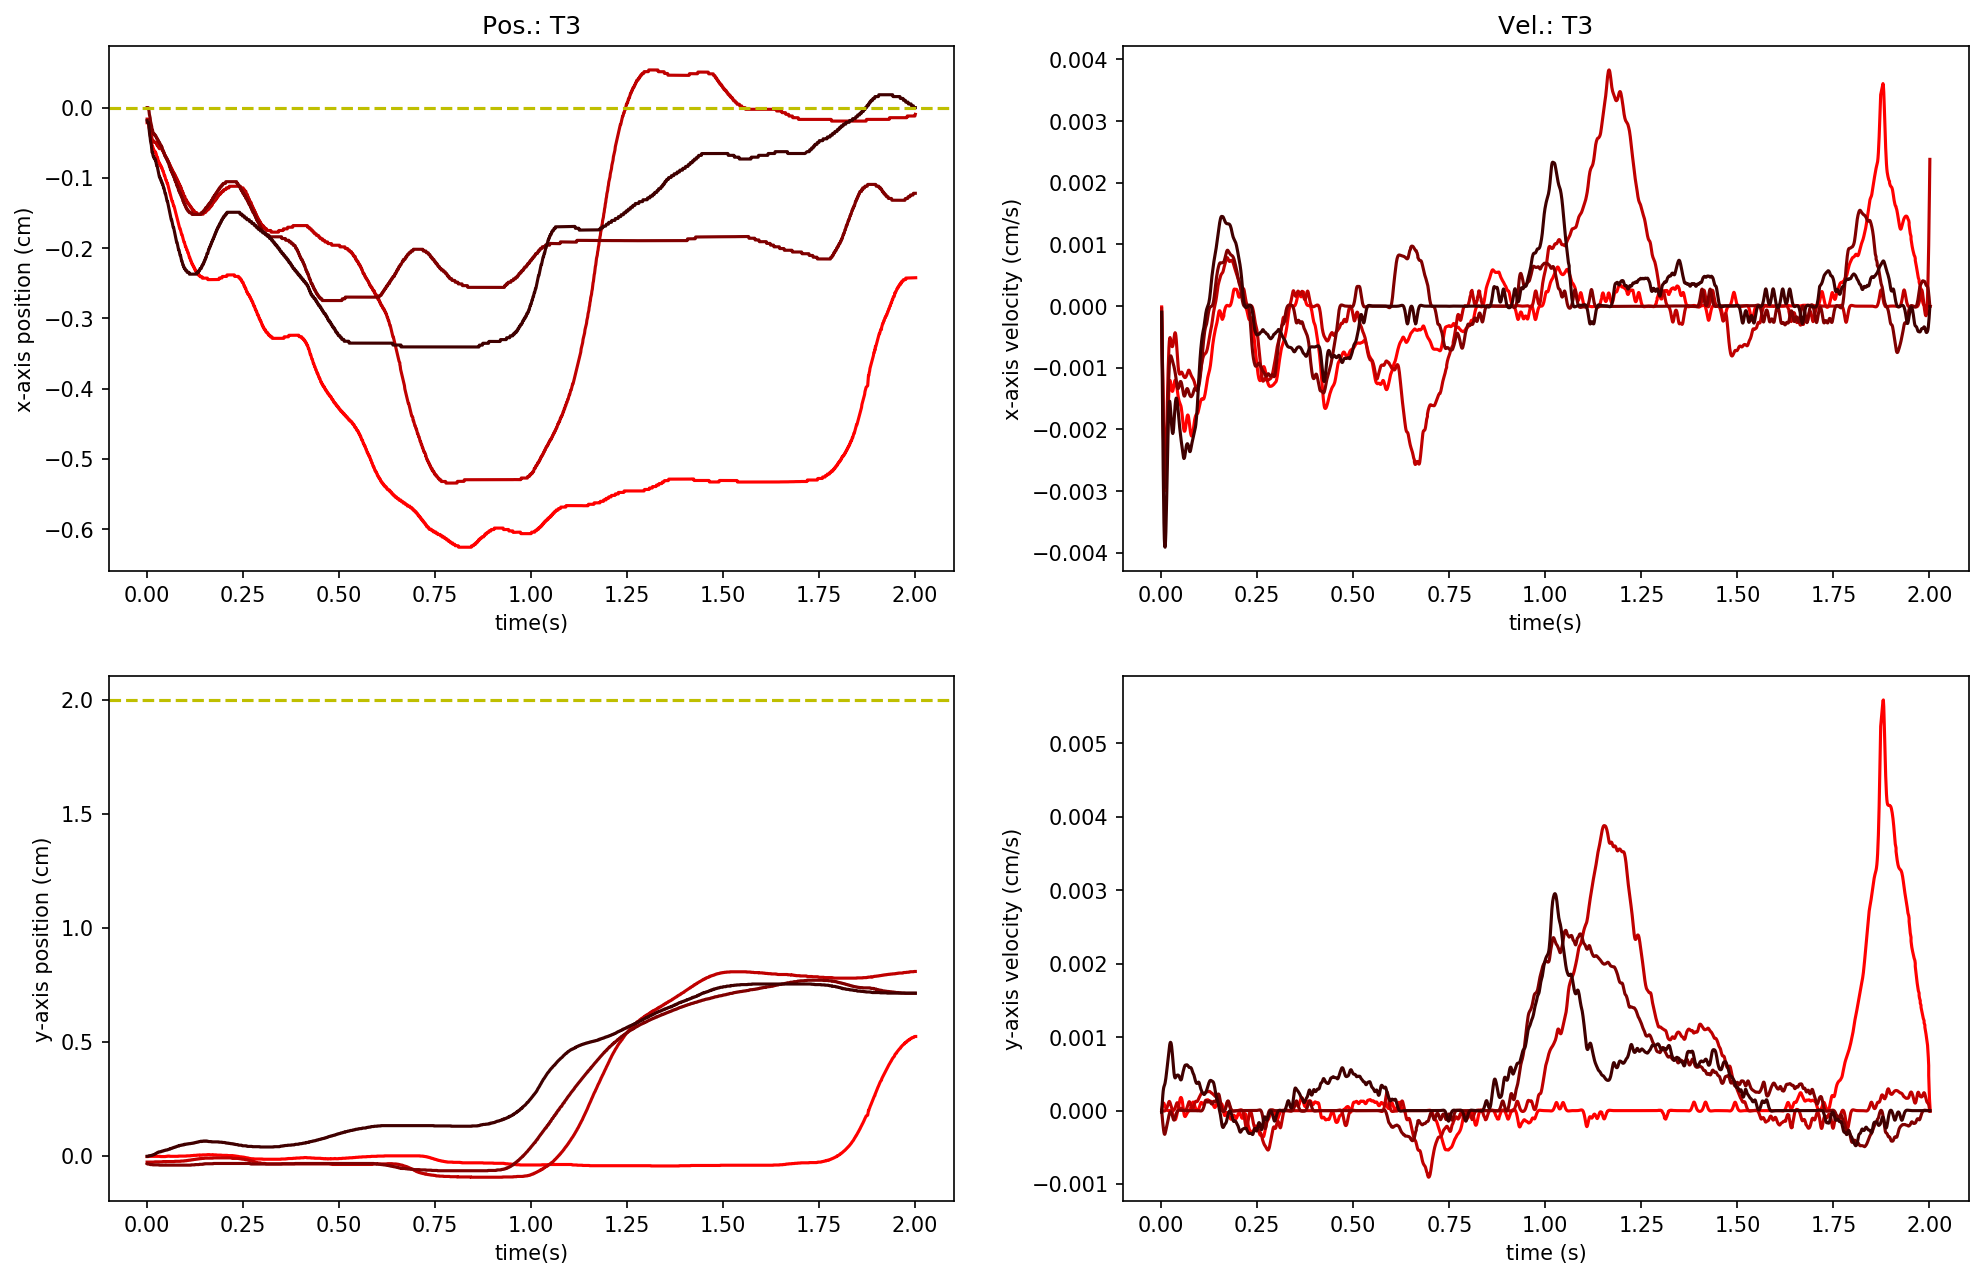 Pos.: T3
0.0
−0.1
−0.2
−0.3
−0.4
−0.5
−0.6
x-axis position (cm)
0.00 0.25 0.50 0.75 1.00 1.25 1.50 1.75 2.00
time(s)
Vel.: T3
0.004
0.003
0.002
0.001
0.000
−0.001
−0.002
−0.003
−0.004
x-axis velocity (cm/s)
0.00 0.25 0.50 0.75 1.00 1.25 1.50 1.75 2.00
time(s)
2.0
1.5
1.0
0.5
0.0
y-axis position (cm)
0.00 0.25 0.50 0.75 1.00 1.25 1.50 1.75 2.00
time(s)
0.005
0.004
0.003
0.002
0.001
0.000
−0.001
y-axis velocity (cm/s)
0.00 0.25 0.50 0.75 1.00 1.25 1.50 1.75 2.00
time (s)